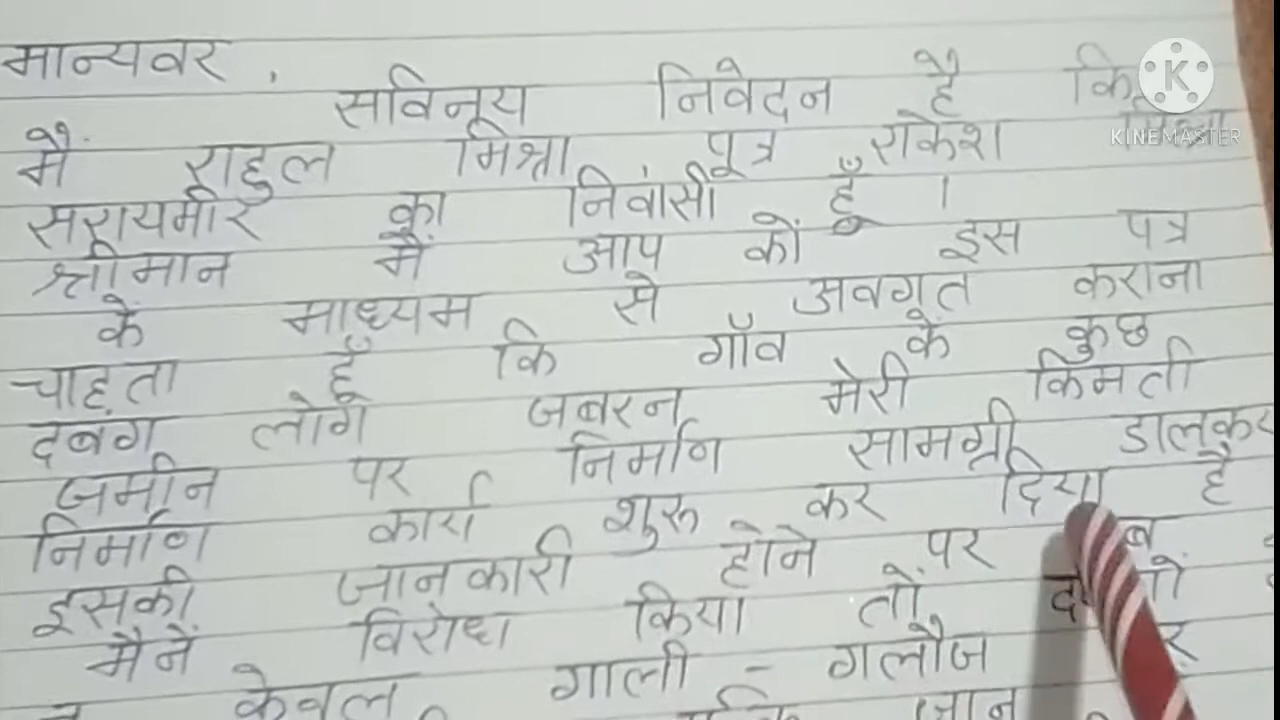 मान्यवर,
सविनय निवेदन है कि
मैं राहुल मिश्रा पुत्र राकेश मिश्रा
सरायमीर का निवासी हूँ ।
श्रीमान मैं आप को इस पत्र
के माध्यम से अवगत कराना
चाहता हूँ कि गाँव के कुछ
दबंग लोग जबरन मेरी किमती
जमीन पर निर्माण सामग्री डालकर
निर्माण कार्य शुरू कर दिया है
इसकी जानकारी होने पर
मैनें विरोध किया तो
केवल गाली - गलौज
जान
K
KINEMASTER